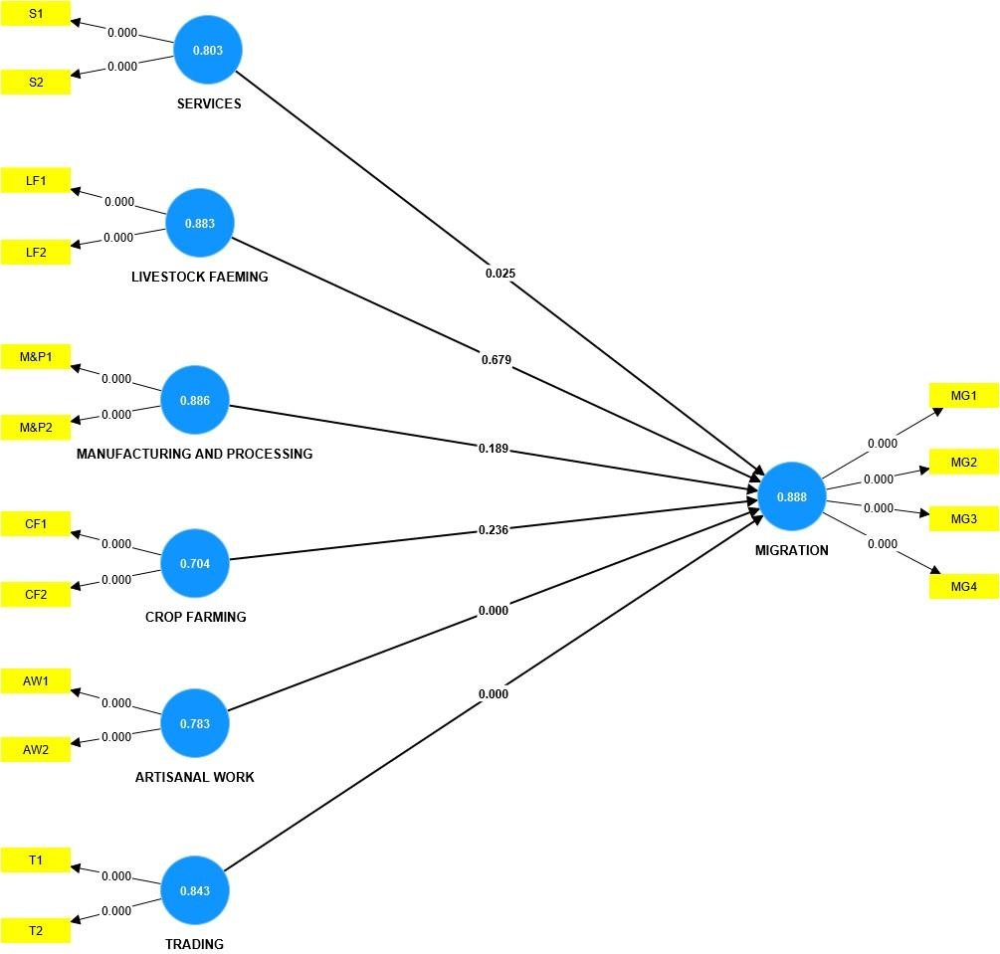 S1
0.000
0.803
0.000
S2
SERVICES
LF1
0.000
0.883
0.000
LF2
LIVESTOCK FAEMING
0.025
M&P1
0.679
0.000
0.886
0.000
M&P2
MANUFACTURING AND PROCESSING
0.189
MG1
0.000
MG2
0.000
0.888
0.000
MG3
0.000
MIGRATION
MG4
CF1
0.236
0.000
0.704
0.000
CF2
CROP FARMING
0.000
AW1
0.000
0.000
0.783
0.000
AW2
ARTISANAL WORK
T1
0.000
0.843
0.000
T2
TRADING